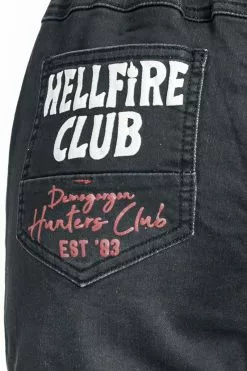 HELLFIRE
CLUB
Demogorgon
Hunters Club
EST '83